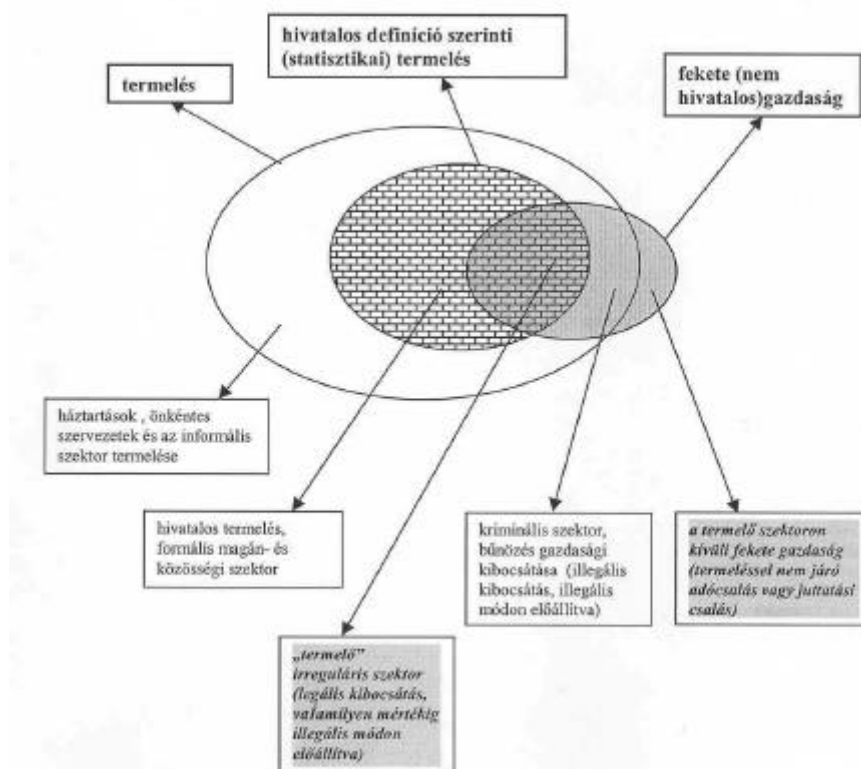 hivatalos definíció szerinti
(statisztikai) termelés
termelés
fekete (nem
hivatalos)gazdaság
háztartások , önkéntes
szervezetek és az informális
szektor termelése
hivatalos termelés,
formális magán- és
közösségi szektor
kriminális szektor,
bűnözés gazdasági
kibocsátása (illegális
kibocsátás, illegális
módon előállítva)
a termelő szektoron
kívüli fekete gazdaság
(termeléssel nem járó
adócsalás vagy juttatási
csalás)
„termelő”
irreguláris szektor
(legális kibocsátás,
valamilyen mértékig
illegális módon
előállítva)